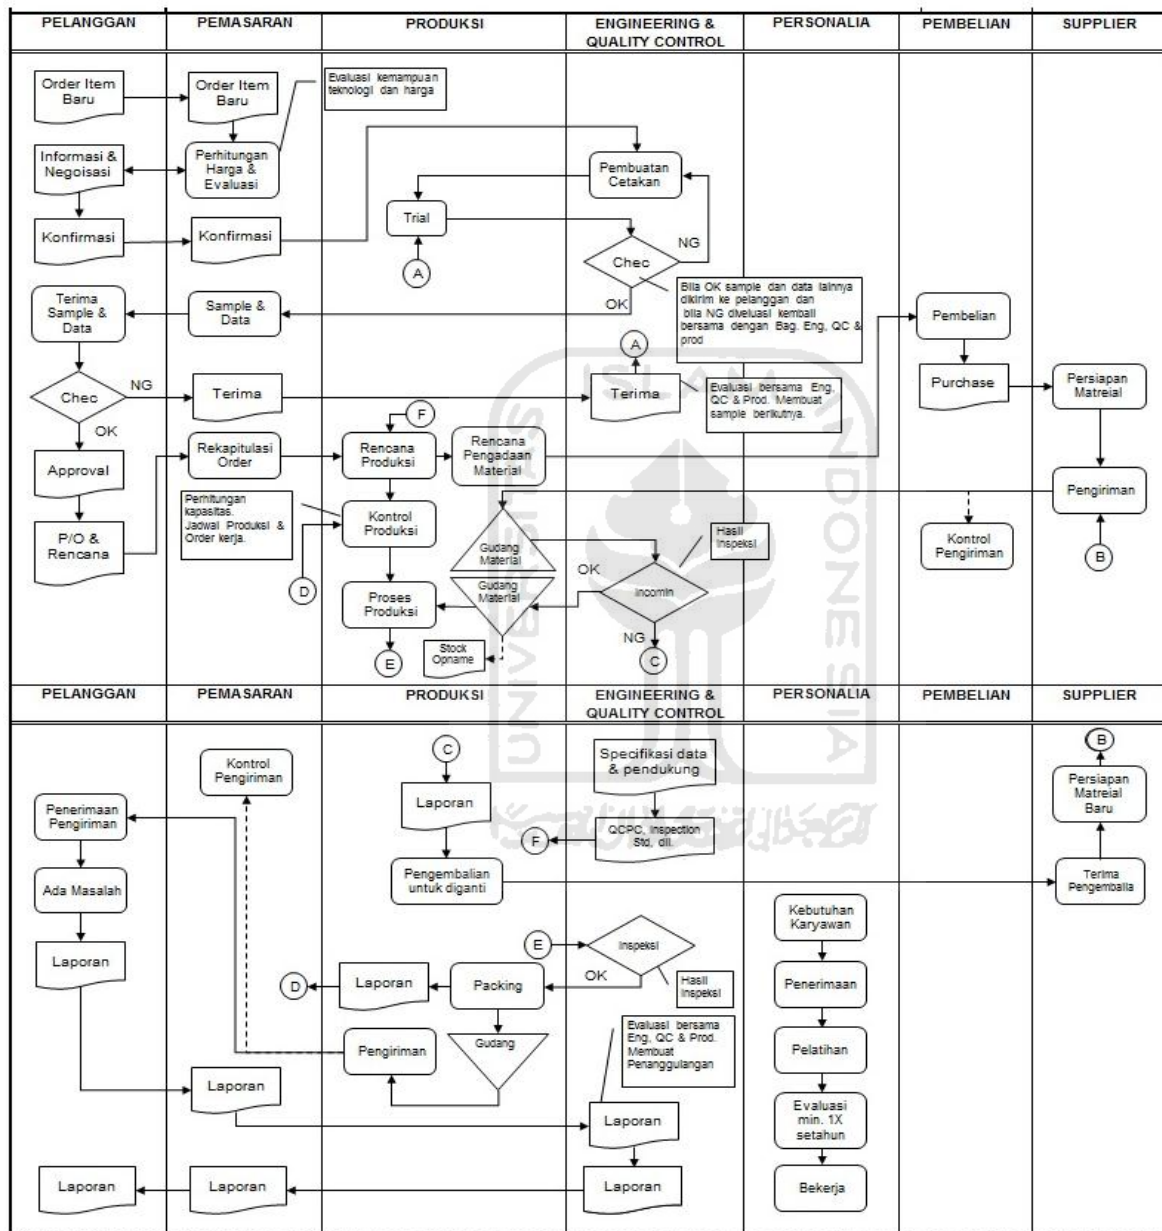 PELANGGAN
PEMASARAN
PRODUKSI
ENGINEERING &
QUALITY CONTROL
PERSONALIA
PEMBELIAN
SUPPLIER
Order Item
Baru
Order Item
Baru
Evaluasi kemampuan
teknologi dan harga
Informasi &
Negoisasi
Perhitungan
Harga &
Evaluasi
Pembuatan
Cetakan
Trial
Konfirmasi
Konfirmasi
NG
Chec
A
OK
Bila OK sample dan data lainnya
dikirim ke pelanggan dan
bila NG diveluasi kembali
bersama dengan Bag. Eng, QC &
prod
Terima
Sample &
Data
Sample &
Data
Pembelian
A
Chec
NG
OK
Terima
Terima
Evaluasi bersama Eng,
QC & Prod. Membuat
sample berikutnya.
Purchase
Persiapan
Matreial
F
Approval
Rekapitulasi
Order
Rencana
Produksi
Rencana
Pengadaan
Material
Pengiriman
P/O &
Rencana
Perhitungan
kapasitas.
Jadwal Produksi &
Order kerja.
Kontrol
Produksi
Gudang
Material
Hasil
Inspeksi
Kontrol
Pengiriman
B
D
Proses
Produksi
Gudang
Material
OK
Incomin
NG
C
E
Stock
Opname
PELANGGAN
PEMASARAN
PRODUKSI
ENGINEERING &
QUALITY CONTROL
PERSONALIA
PEMBELIAN
SUPPLIER
C
B
Kontrol
Pengiriman
Specifikasi data
& pendukung
Persiapan
Matreial
Baru
Penerimaan
Pengiriman
Laporan
F
QCPC, Inspection
Std, dll.
Ada Masalah
Pengembalian
untuk diganti
Terima
Pengembalia
Kebutuhan
Karyawan
Laporan
E
Inspeksi
OK
Hasil
Inspeksi
D
Laporan
Packing
Penerimaan
Gudang
Pengiriman
Evaluasi bersama
Eng, QC & Prod.
Membuat
Penanggulangan
Pelatihan
Laporan
Laporan
Evaluasi
min. 1X
setahun
Laporan
Laporan
Laporan
Bekerja
UNIVERSITAS ISLAM INDONESIA